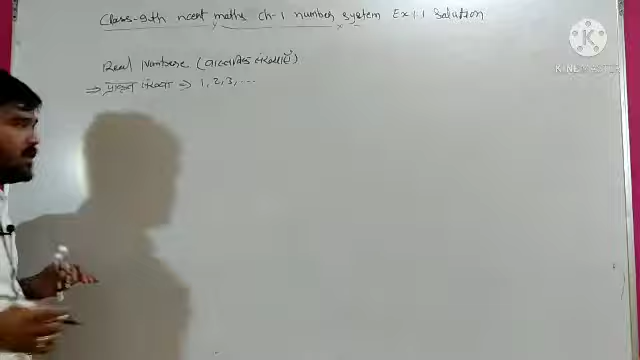 Class-9th ncert maths ch-1 number system Ex 1.1 Solution
Real Numbers (वास्तविक संख्याएँ)
⇒ प्राकृत संख्या ⇒ 1, 2, 3, ...
KINEMASTER